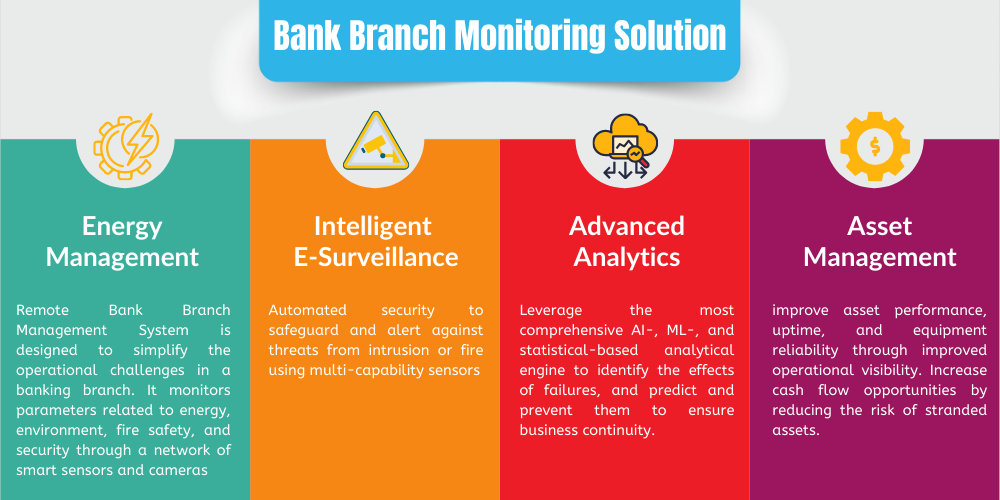 Bank Branch Monitoring Solution
Energy
Management
Remote Bank Branch
Management System is
designed to simplify the
operational challenges in a
banking branch. It monitors
parameters related to energy,
environment, fire safety, and
security through a network of
smart sensors and cameras
Intelligent
E-Surveillance
Automated security to
safeguard and alert against
threats from intrusion or fire
using multi-capability sensors
Advanced
Analytics
Leverage the most
comprehensive AI-, ML-, and
statistical-based analytical
engine to identify the effects
of failures, and predict and
prevent them to ensure
business continuity.
$
Asset
Management
improve asset performance,
uptime, and equipment
reliability through improved
operational visibility. Increase
cash flow opportunities by
reducing the risk of stranded
assets.